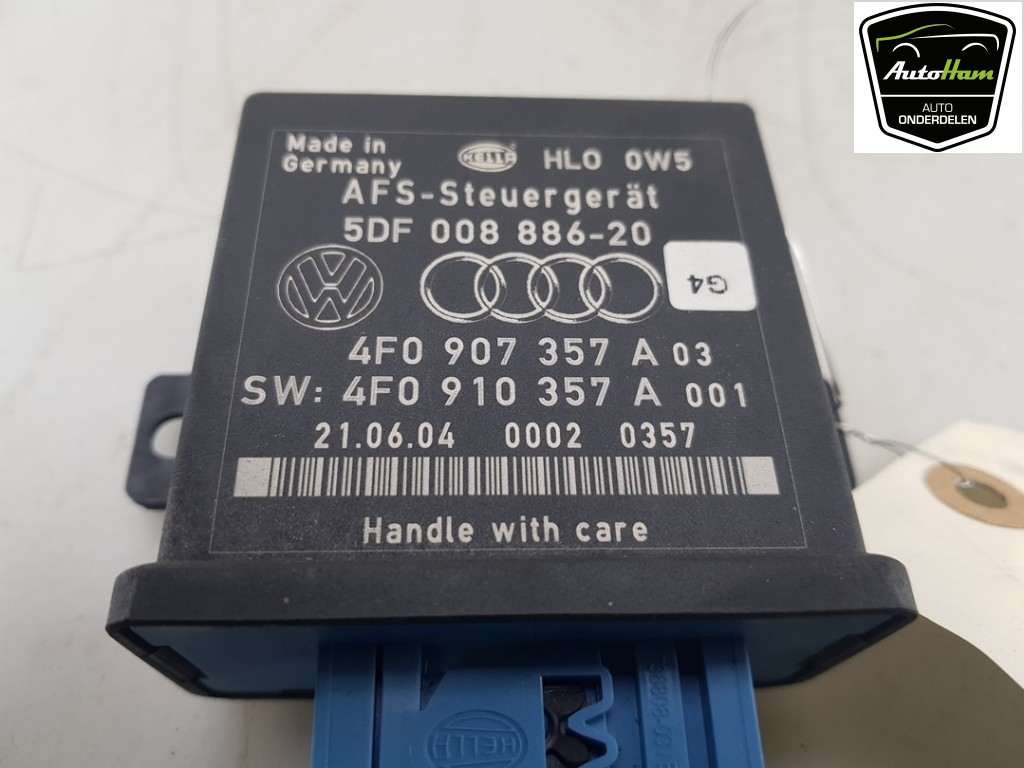 AutoHam
AUTO
ONDERDELEN
Made in
Germany
HELLA
HLO 0W5
AFS-Steuergerät
5DF 008 886-20
G4
4F0 907 357 A 03
SW: 4F0 910 357 A 001
21.06.04 0002 0357
Handle with care
HELLA